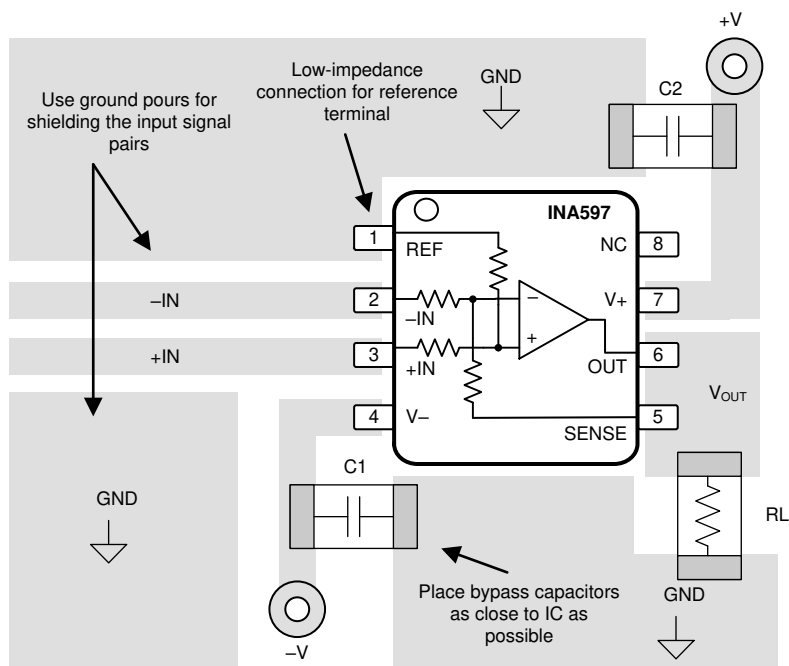 +V
Low-impedance
connection for reference
terminal
GND
C2
Use ground pours for
shielding the input signal
pairs
INA597
1
REF
NC
8
–IN
2
–IN
V+
7
+IN
3
+IN
OUT
6
4
V–
SENSE
5
VOUT
–
+
C1
GND
RL
Place bypass capacitors
as close to IC as
possible
GND
–V